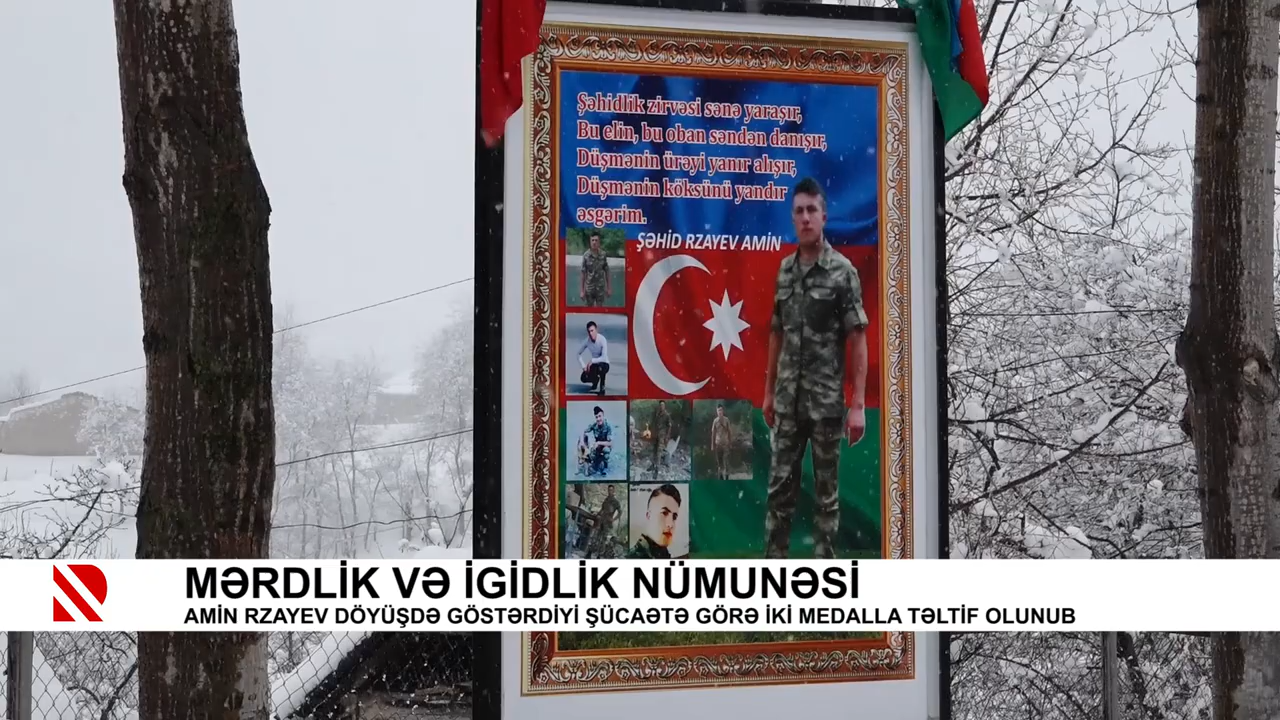 Şəhidlik zirvəsi sənə yaraşır,
Bu elin, bu oban səndən danışır,
Düşmənin ürəyi yanır alışır,
Düşmənin köksünü yandır
əsgərim.
ŞƏHİD RZAYEV AMİN
MƏRDLİK VƏ İGİDLİK NÜMUNƏSİ
AMİN RZAYEV DÖYÜŞDƏ GÖSTƏRDİYİ ŞÜCAƏTƏ GÖRƏ İKİ MEDALLA TƏLTİF OLUNUB